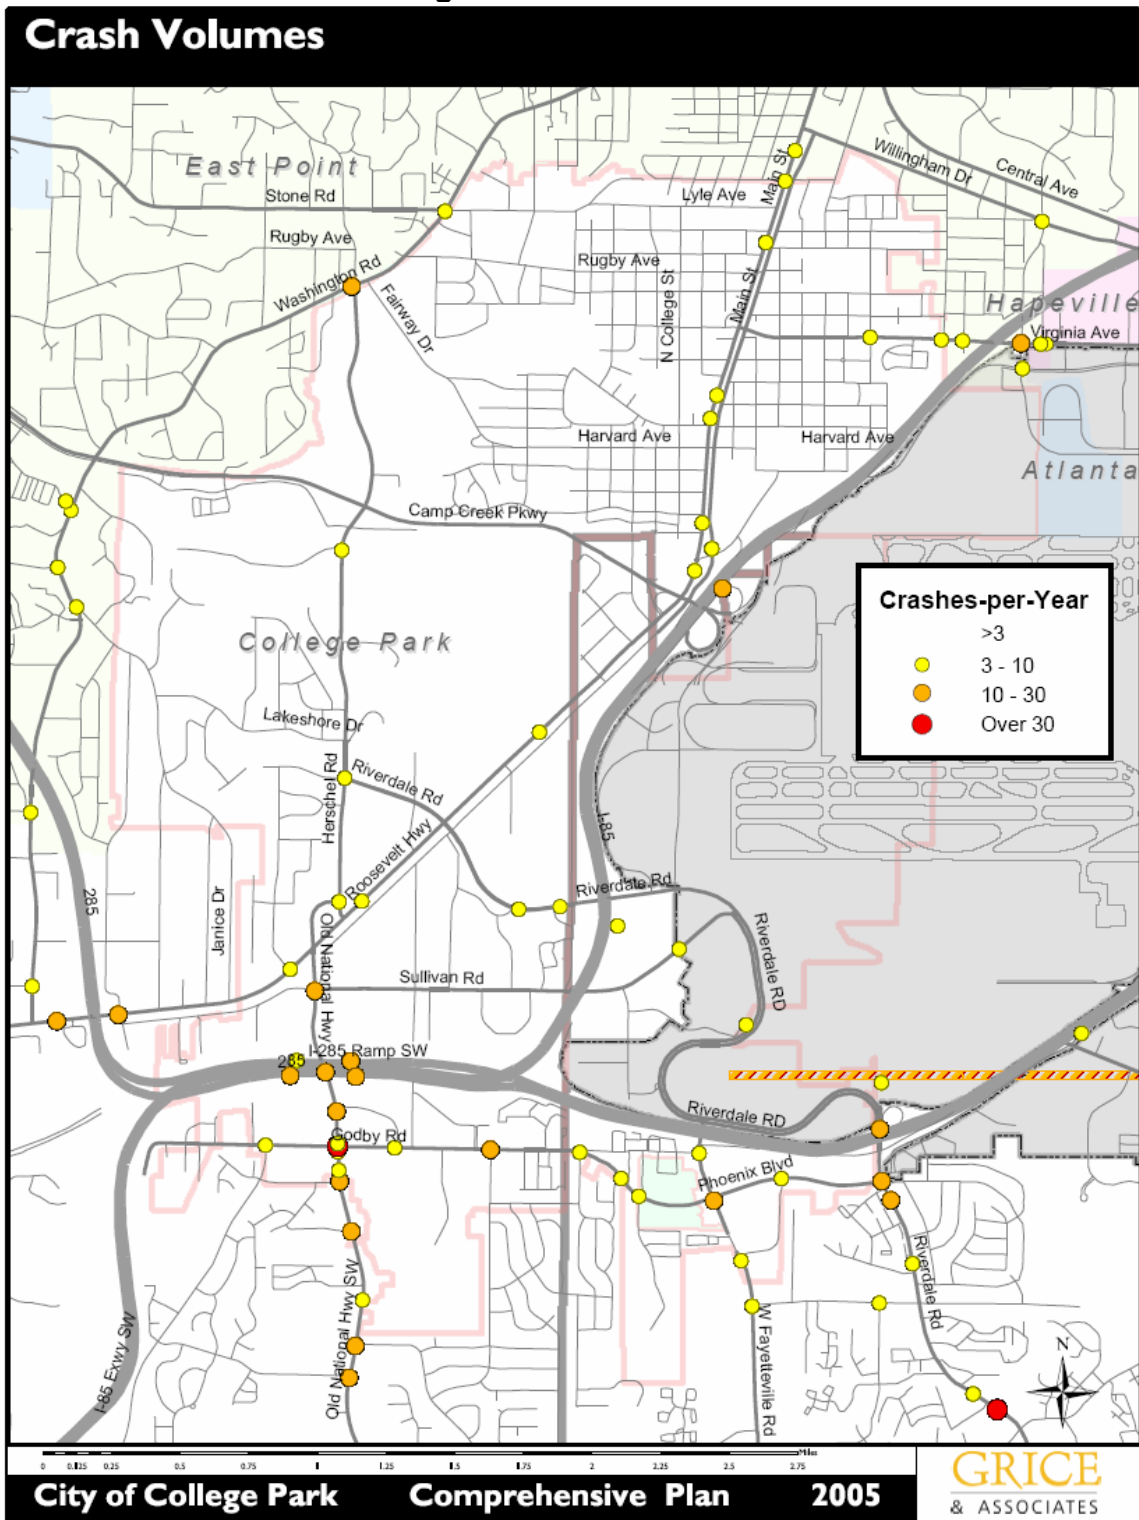 Crash Volumes
East Point
Stone Rd
Rugby Ave
Washington Rd
Fairway Dr
Lyle Ave
Main St
Willingham Dr
Central Ave
Rugby Ave
N College St
Main St
Hapeville
Virginia Ave
Harvard Ave
Harvard Ave
Atlanta
Camp Creek Pkwy
College Park
Crashes-per-Year
>3
3 - 10
10 - 30
Over 30
Lakeshore Dr
Herschel Rd
Riverdale Rd
Roosevelt Hwy
I-85
Riverdale Rd
285
Janice Dr
Old National Hwy
Sullivan Rd
Riverdale RD
285
I-285 Ramp SW
Riverdale RD
Godby Rd
Phoenix Blvd
Riverdale Rd
Old National Hwy SW
I-85 Exwy SW
W Fayetteville Rd
N
0 0.125 0.25 0.5 0.75 1 1.25 1.5 1.75 2 2.25 2.5 2.75 Miles
City of College Park Comprehensive Plan 2005
GRICE
& ASSOCIATES